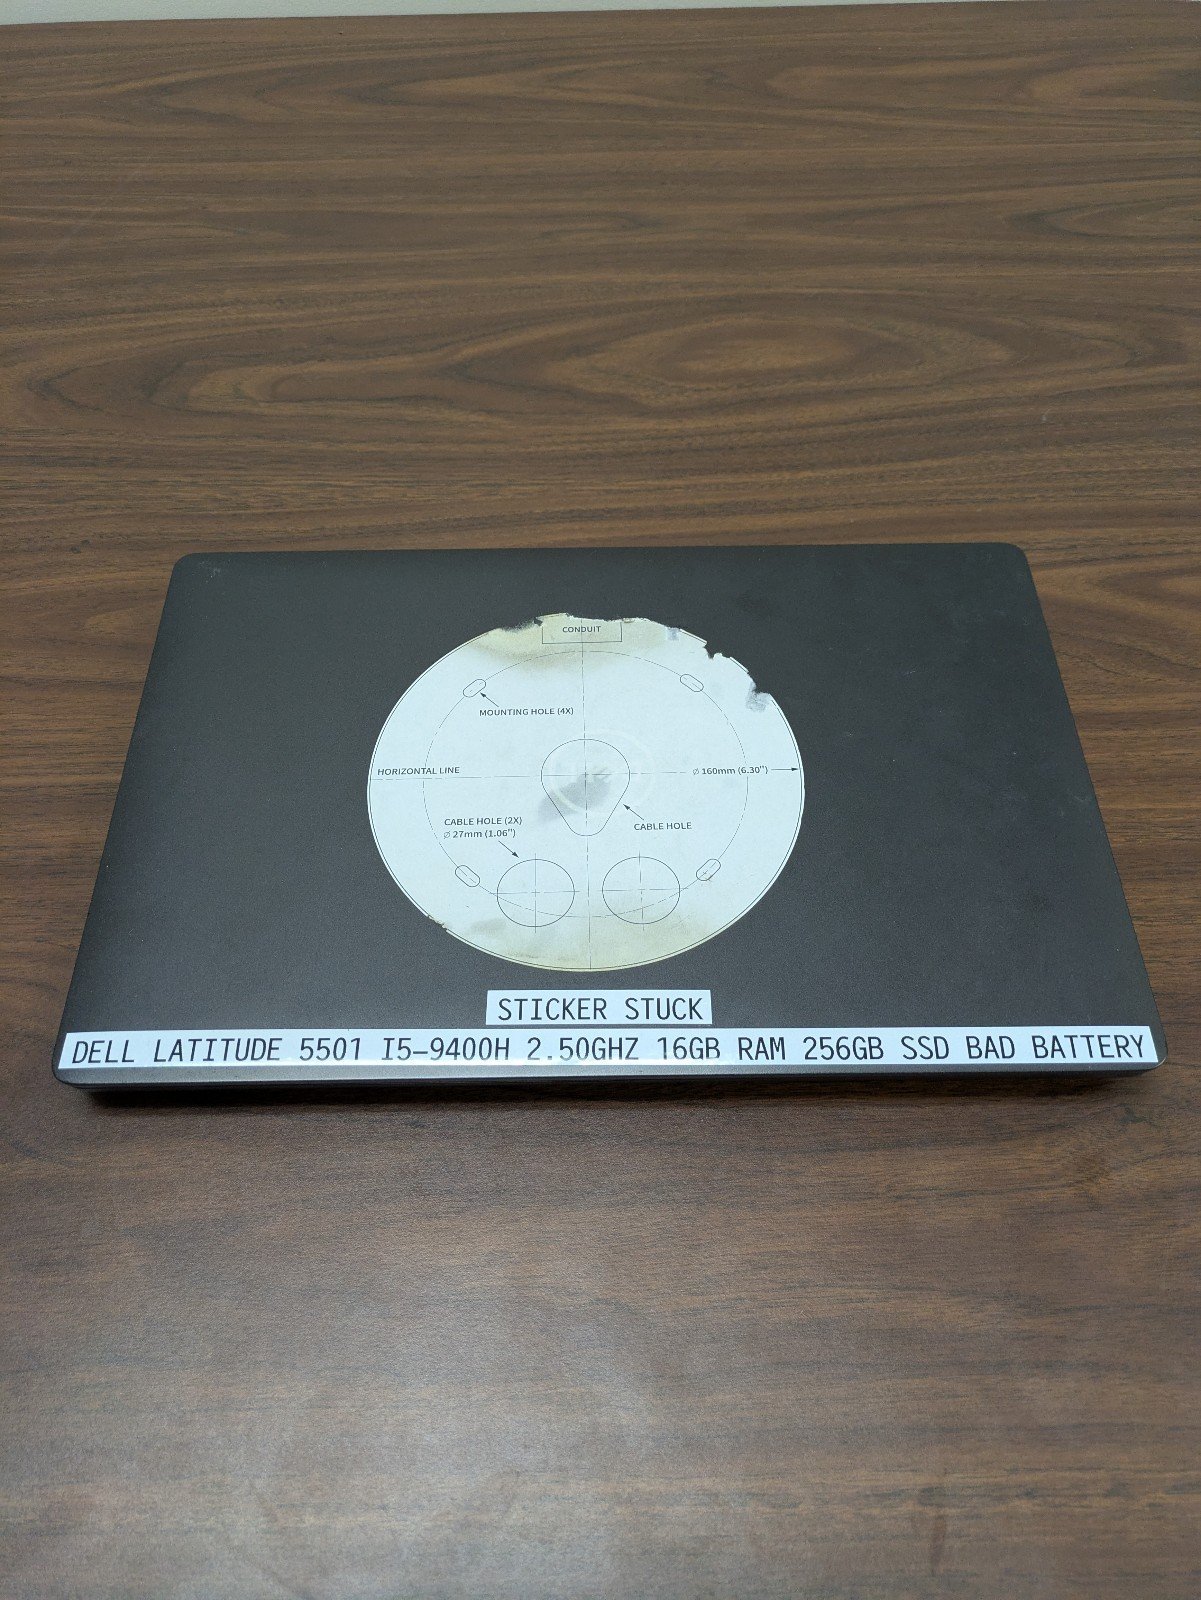 CONDUIT
MOUNTING HOLE (4X)
HORIZONTAL LINE
Ø 160mm (6.30")
CABLE HOLE (2X)
Ø 27mm (1.06")
CABLE HOLE
STICKER STUCK
DELL LATITUDE 5501 I5-9400H 2.50GHZ 16GB RAM 256GB SSD BAD BATTERY